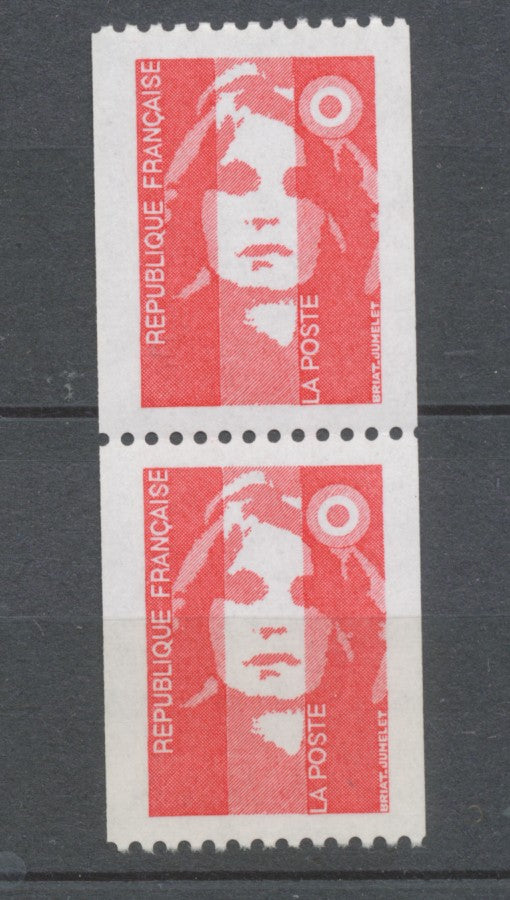 REPUBLIQUE FRANÇAISE
LA POSTE
BRIAT. JUMELET
REPUBLIQUE FRANÇAISE
LA POSTE
BRIAT. JUMELET